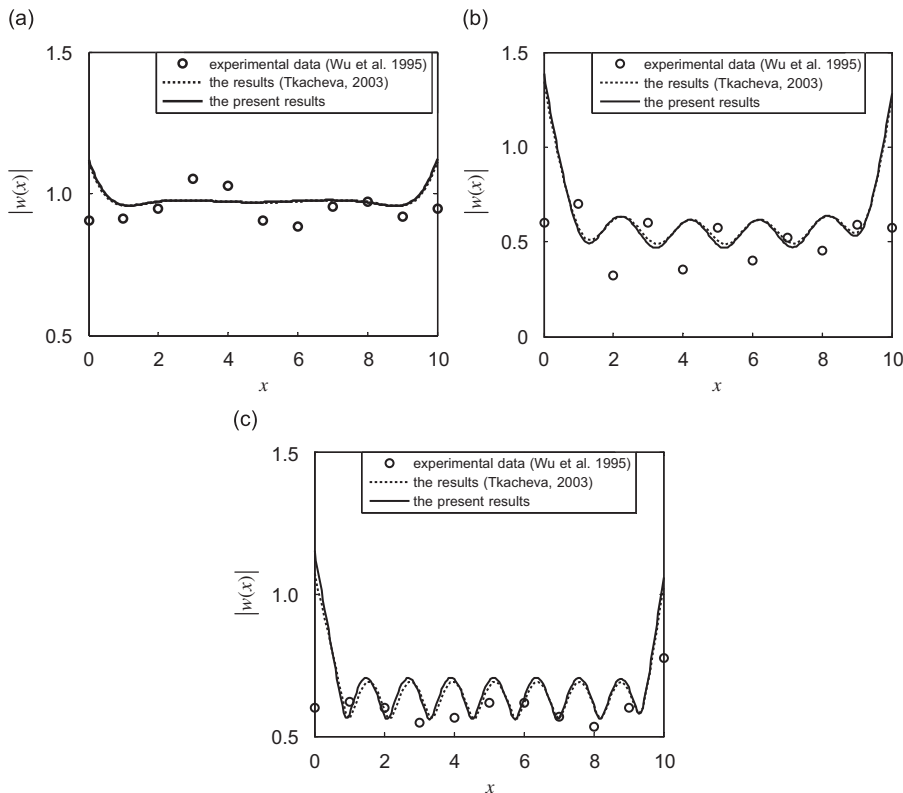 (a)
1.5
1.0
0.5
|w(x)|
experimental data (Wu et al. 1995)
the results (Tkacheva, 2003)
the present results
0 2 4 6 8 10
x
(b)
1.5
1.0
0.5
0
|w(x)|
experimental data (Wu et al. 1995)
the results (Tkacheva, 2003)
the present results
0 2 4 6 8 10
x
(c)
1.5
1.0
0.5
|w(x)|
experimental data (Wu et al. 1995)
the results (Tkacheva, 2003)
the present results
0 2 4 6 8 10
x